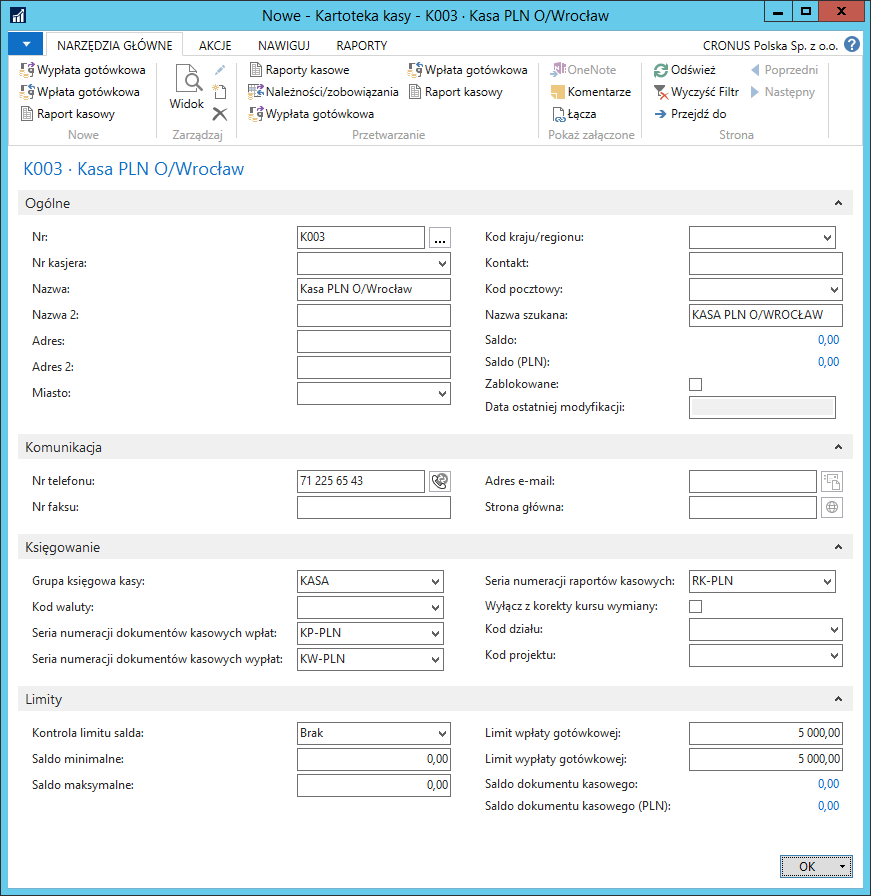 Nowe - Kartoteka kasy - K003 · Kasa PLN O/Wrocław
NARZĘDZIA GŁÓWNE AKCJE NAWIGUJ RAPORTY CRONUS Polska Sp. z o.o. ?
Wypłata gotówkowa
Wpłata gotówkowa
Raport kasowy
Nowe
Widok
Zarządzaj
Raporty kasowe
Należności/zobowiązania
Wypłata gotówkowa
Wpłata gotówkowa
Raport kasowy
Przetwarzanie
OneNote
Komentarze
Łącza
Pokaż załączone
Odśwież
Wyczyść Filtr
Przejdź do
Poprzedni
Następny
Strona
K003 · Kasa PLN O/Wrocław
Ogólne
Nr: K003 ...
Nr kasjera:
Nazwa: Kasa PLN O/Wrocław
Nazwa 2:
Adres:
Adres 2:
Miasto:
Kod kraju/regionu:
Kontakt:
Kod pocztowy:
Nazwa szukana: KASA PLN O/WROCŁAW
Saldo: 0,00
Saldo (PLN): 0,00
Zablokowane:
Data ostatniej modyfikacji:
Komunikacja
Nr telefonu: 71 225 65 43
Nr faksu:
Adres e-mail:
Strona główna:
Księgowanie
Grupa księgowa kasy: KASA
Kod waluty:
Seria numeracji dokumentów kasowych wpłat: KP-PLN
Seria numeracji dokumentów kasowych wypłat: KW-PLN
Seria numeracji raportów kasowych: RK-PLN
Wyłącz z korekty kursu wymiany:
Kod działu:
Kod projektu:
Limity
Kontrola limitu salda: Brak
Saldo minimalne: 0,00
Saldo maksymalne: 0,00
Limit wpłaty gotówkowej: 5 000,00
Limit wypłaty gotówkowej: 5 000,00
Saldo dokumentu kasowego: 0,00
Saldo dokumentu kasowego (PLN): 0,00
OK